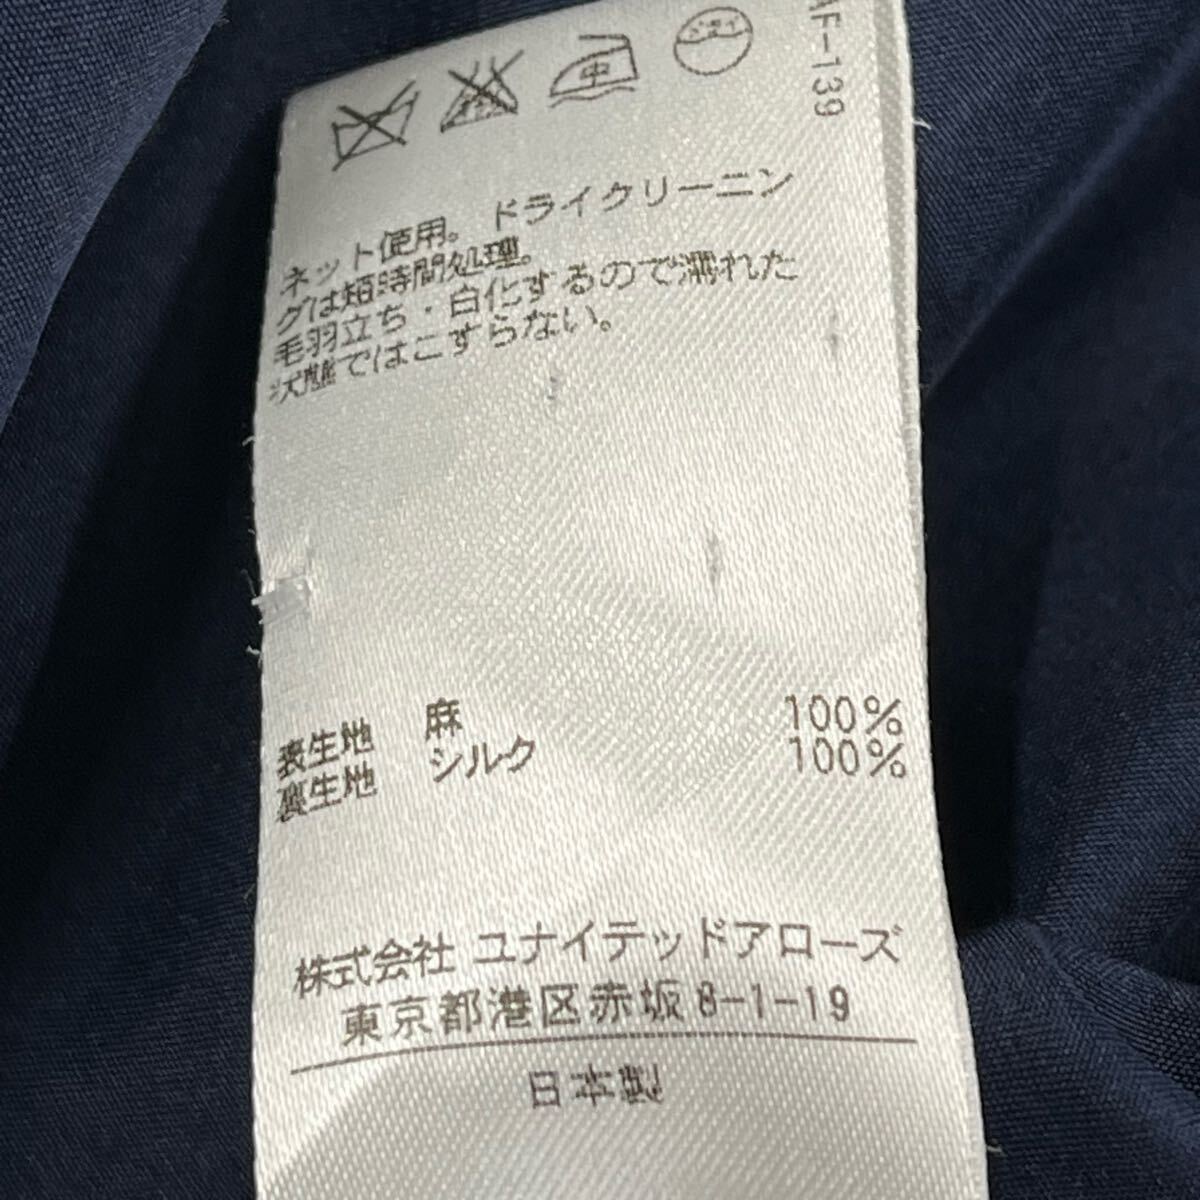 AF-139
中
ネット使用。ドライクリーニン
グは短時間処理。
毛羽立ち・白化するので濡れた
状態ではこすらない。
表生地 麻 100%
裏生地 シルク 100%
株式会社 ユナイテッドアローズ
東京都港区赤坂8-1-19
日本製